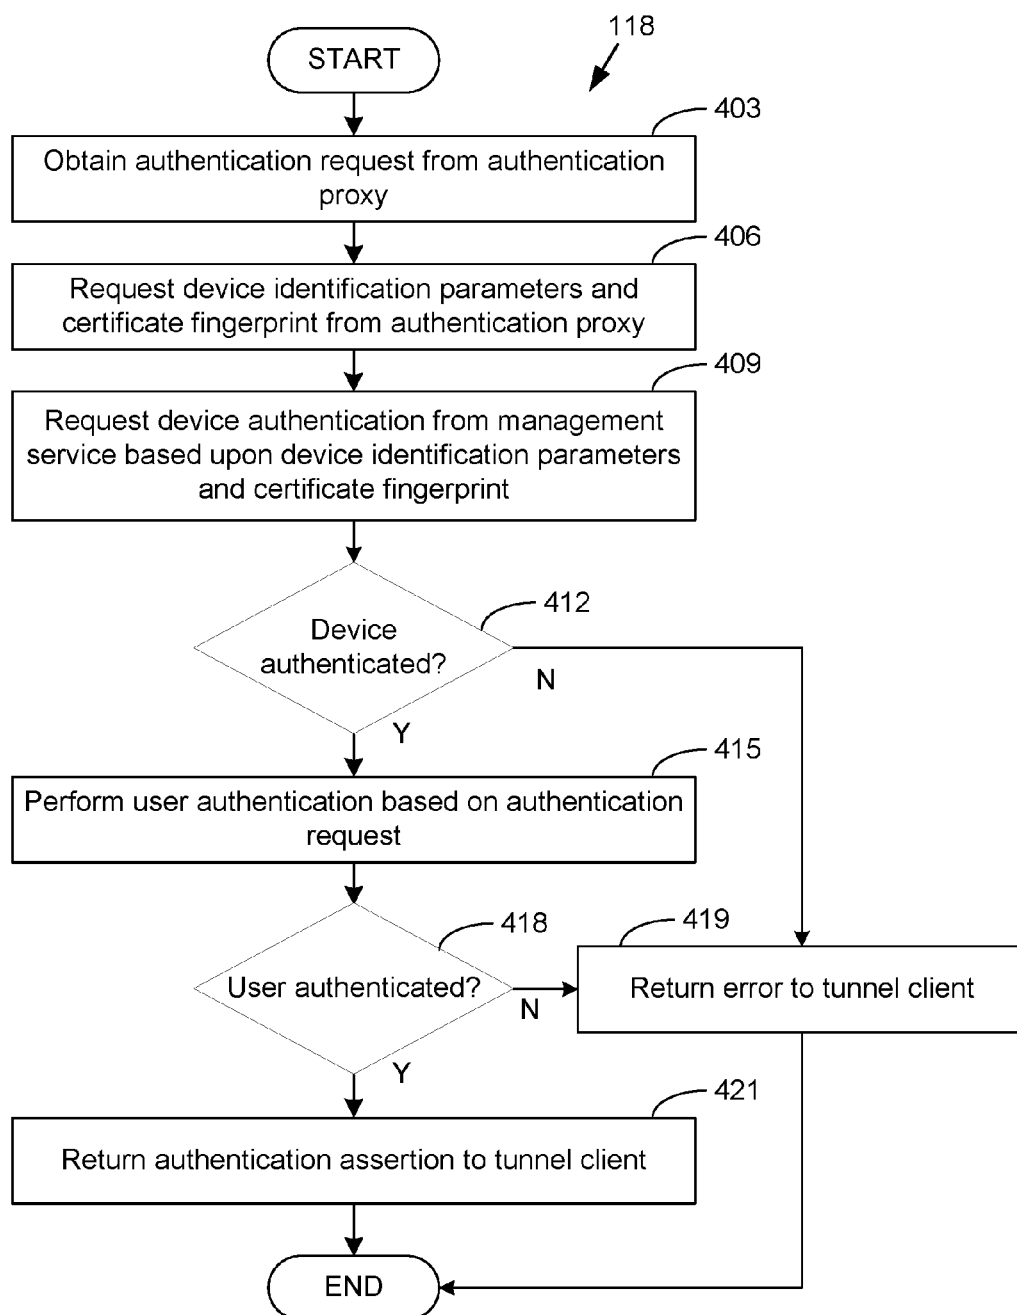 START
118
403
Obtain authentication request from authentication
proxy
406
Request device identification parameters and
certificate fingerprint from authentication proxy
409
Request device authentication from management
service based upon device identification parameters
and certificate fingerprint
412
Device
authenticated?
N
Y
415
Perform user authentication based on authentication
request
418
419
User authenticated?
N
Return error to tunnel client
Y
421
Return authentication assertion to tunnel client
END